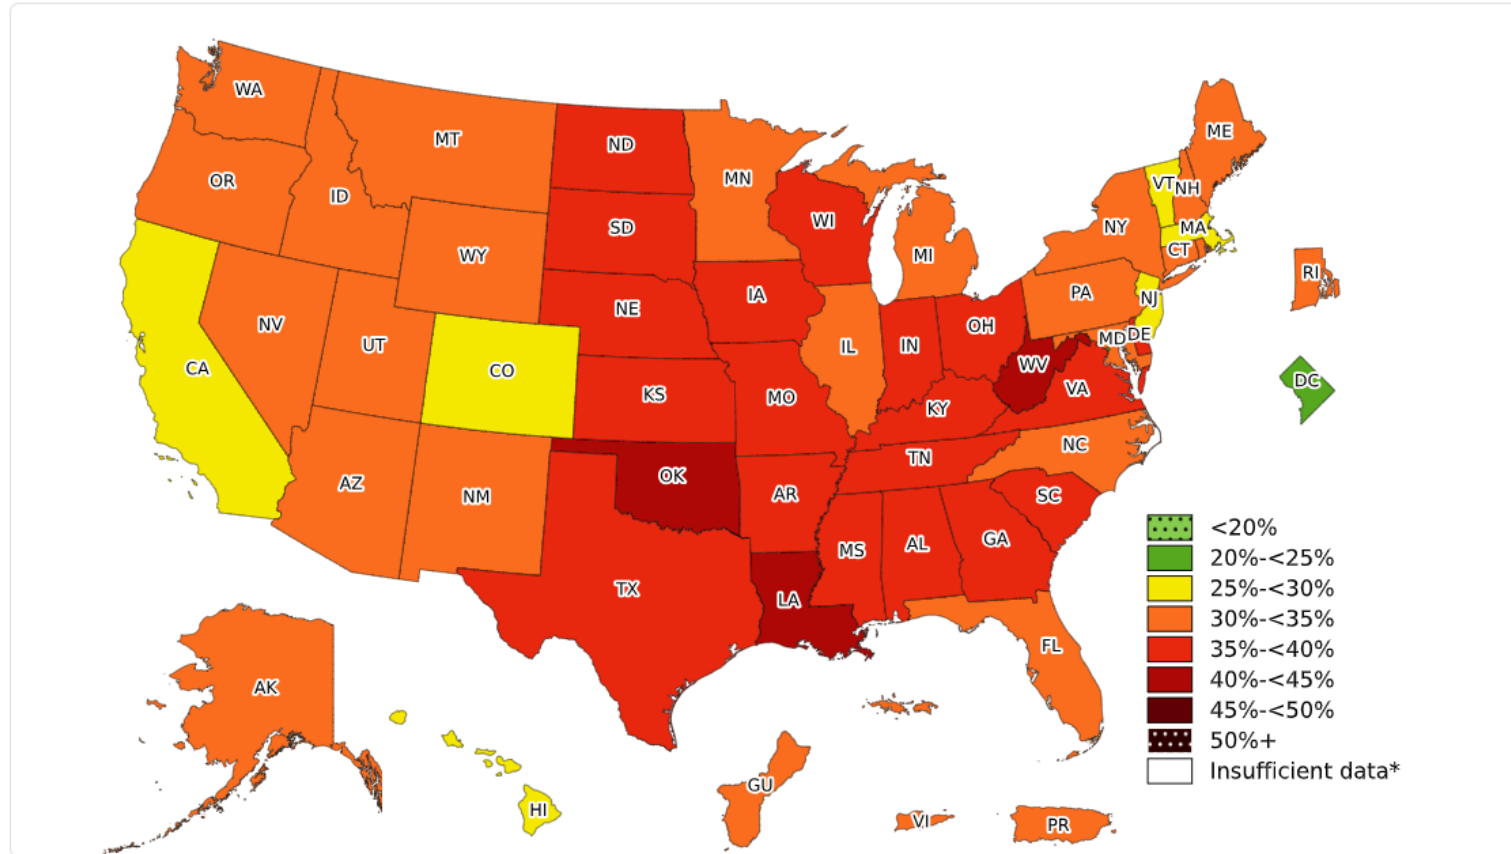 WA
MT
ND
MN
ME
OR
ID
SD
WI
VT
NH
NY
MA
WY
MI
CT
RI
NE
IA
PA
NJ
NV
UT
CO
IL
IN
OH
MD
DE
CA
KS
MO
WV
VA
DC
KY
NC
AZ
NM
OK
AR
TN
SC
MS
AL
GA
TX
LA
FL
AK
HI
GU
VI
PR
<20%
20%-<25%
25%-<30%
30%-<35%
35%-<40%
40%-<45%
45%-<50%
50%+
Insufficient data*